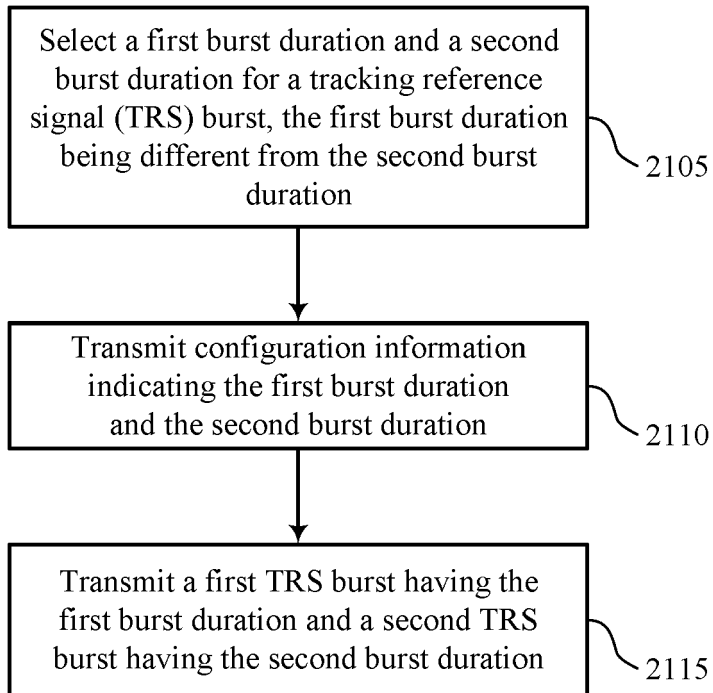 Select a first burst duration and a second
burst duration for a tracking reference
signal (TRS) burst, the first burst duration
being different from the second burst
duration
2105
Transmit configuration information
indicating the first burst duration
and the second burst duration
2110
Transmit a first TRS burst having the
first burst duration and a second TRS
burst having the second burst duration
2115